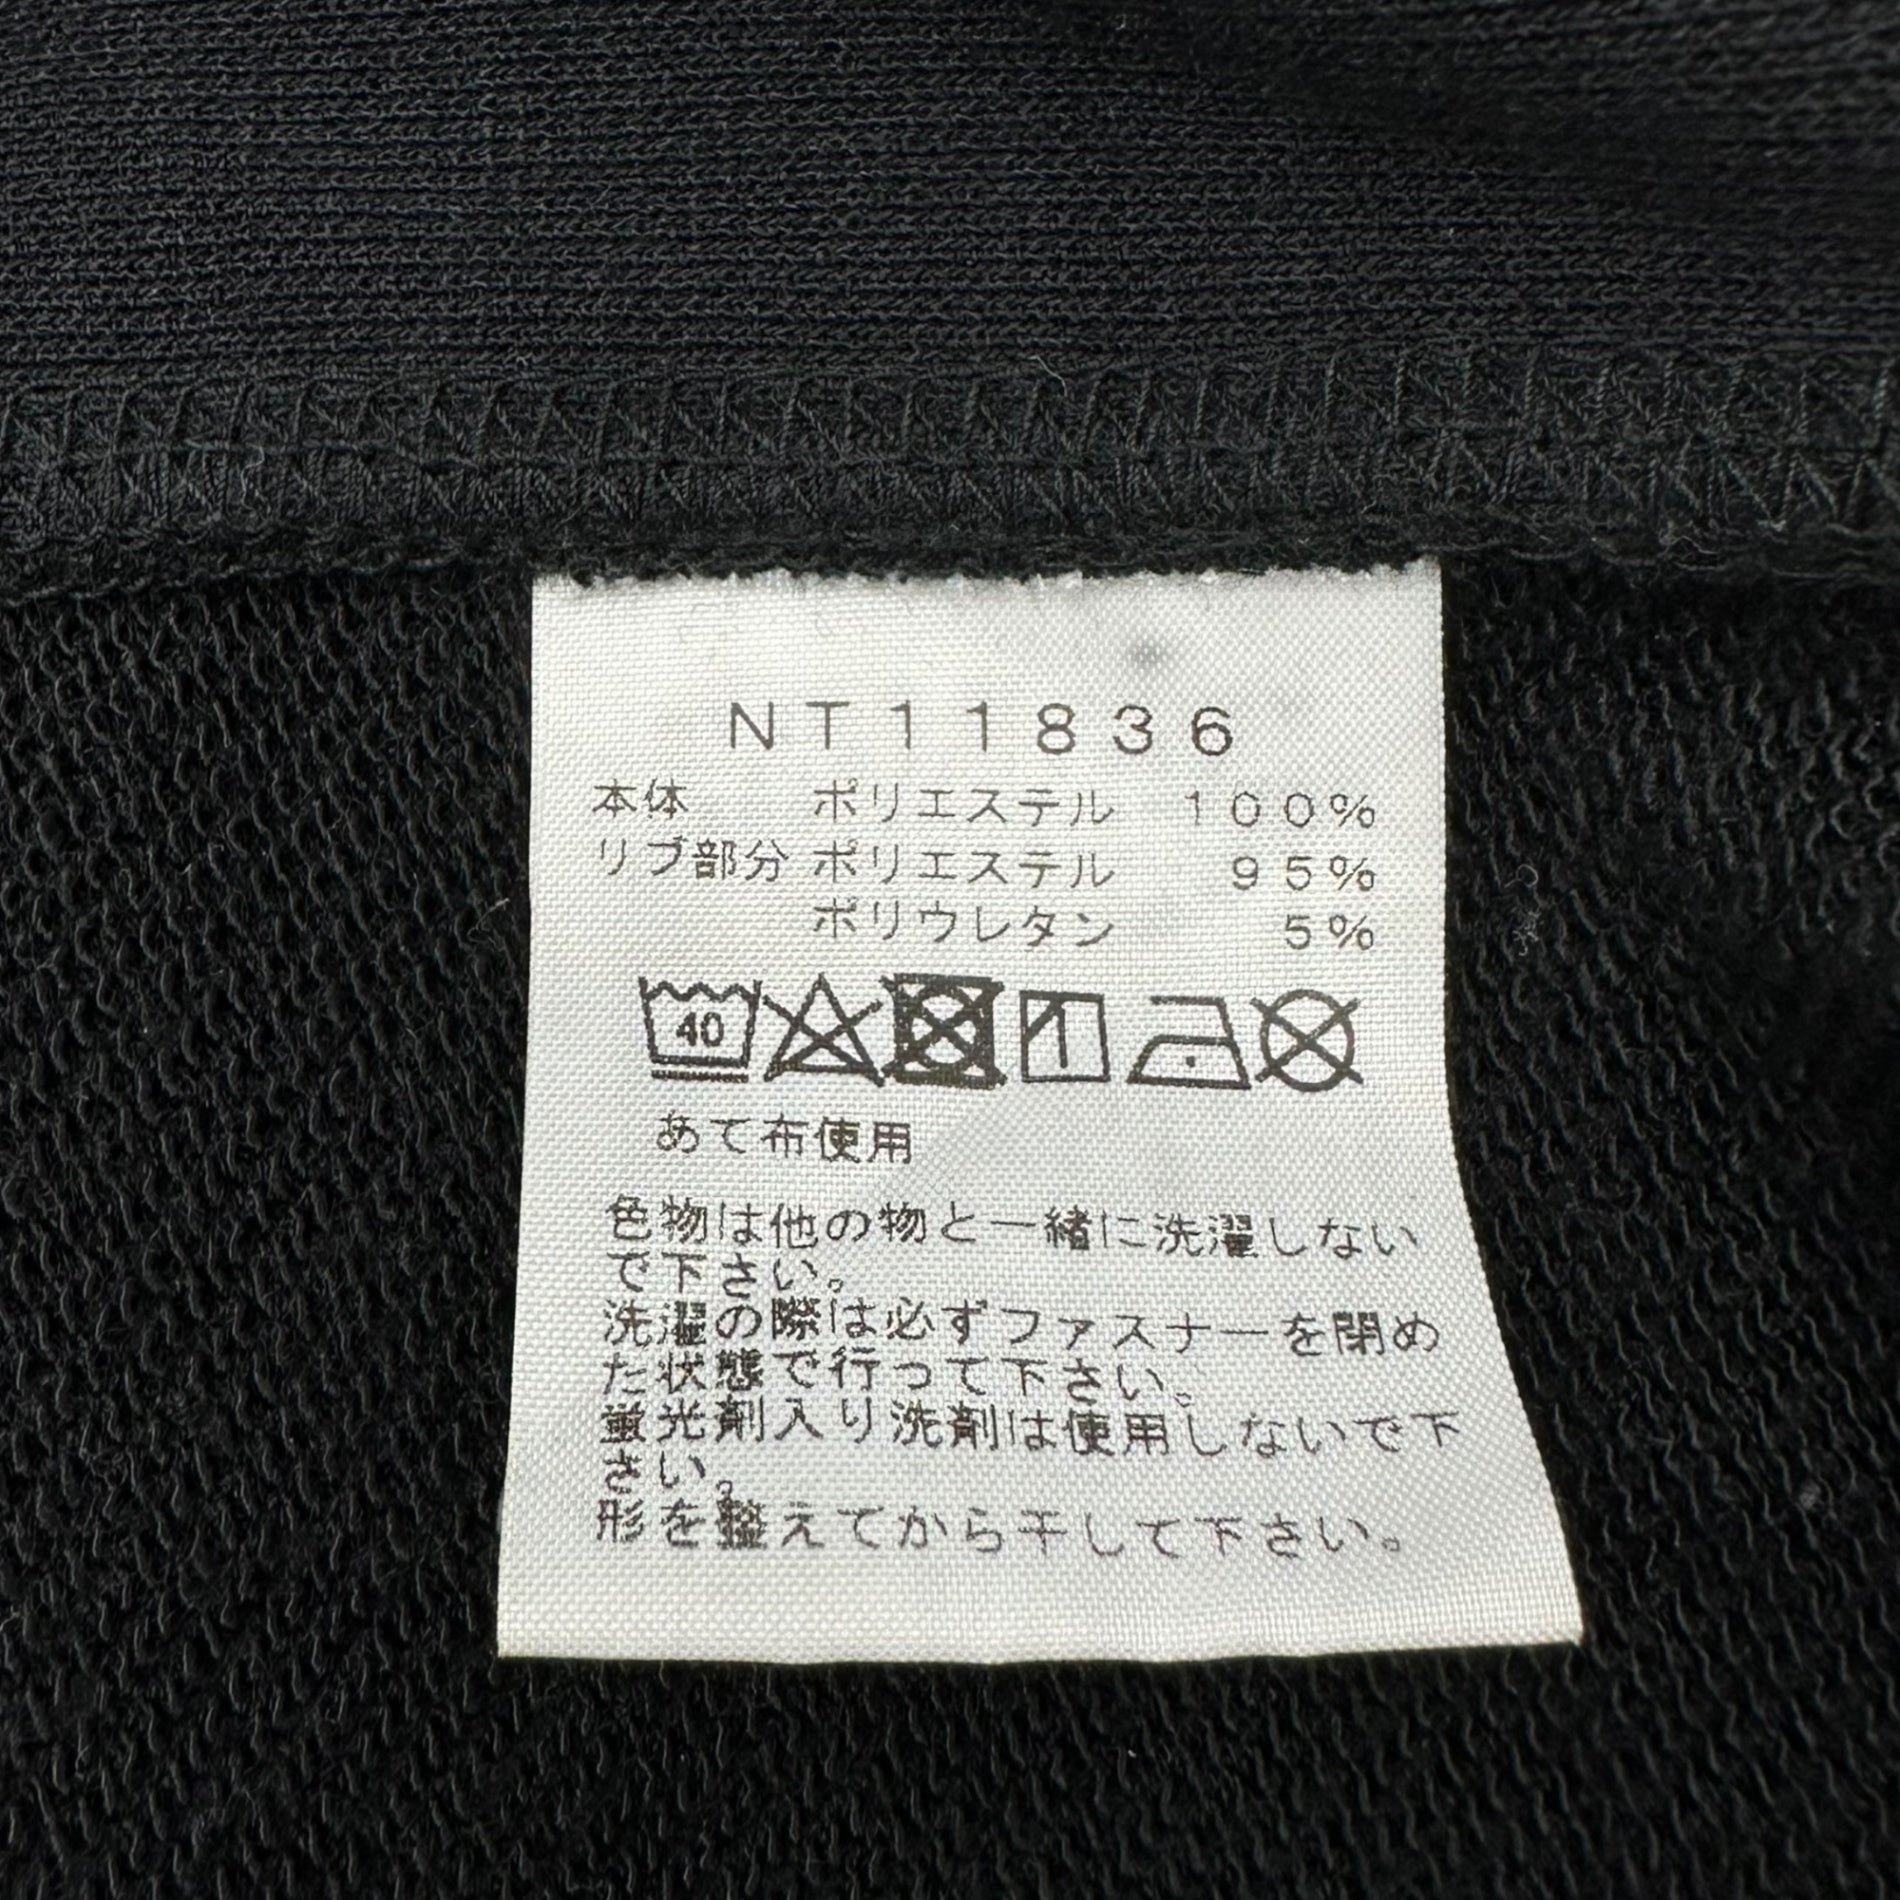 NT11836
本体 ポリエステル 100%
リブ部分 ポリエステル 95%
ポリウレタン 5%
40
あて布使用
色物は他の物と一緒に洗濯しない
で下さい。
洗濯の際は必ずファスナーを閉め
た状態で行って下さい。
蛍光剤入り洗剤は使用しないで下
さい。
形を整えてから干して下さい。